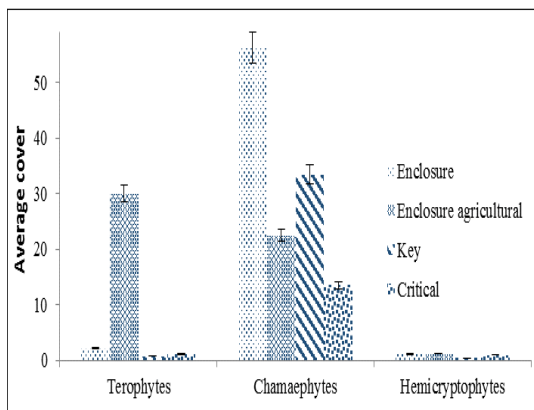 Average cover
50
40
30
20
10
0
Enclosure
Enclosure agricultural
Key
Critical
Terophytes
Chamaephytes
Hemicryptophytes